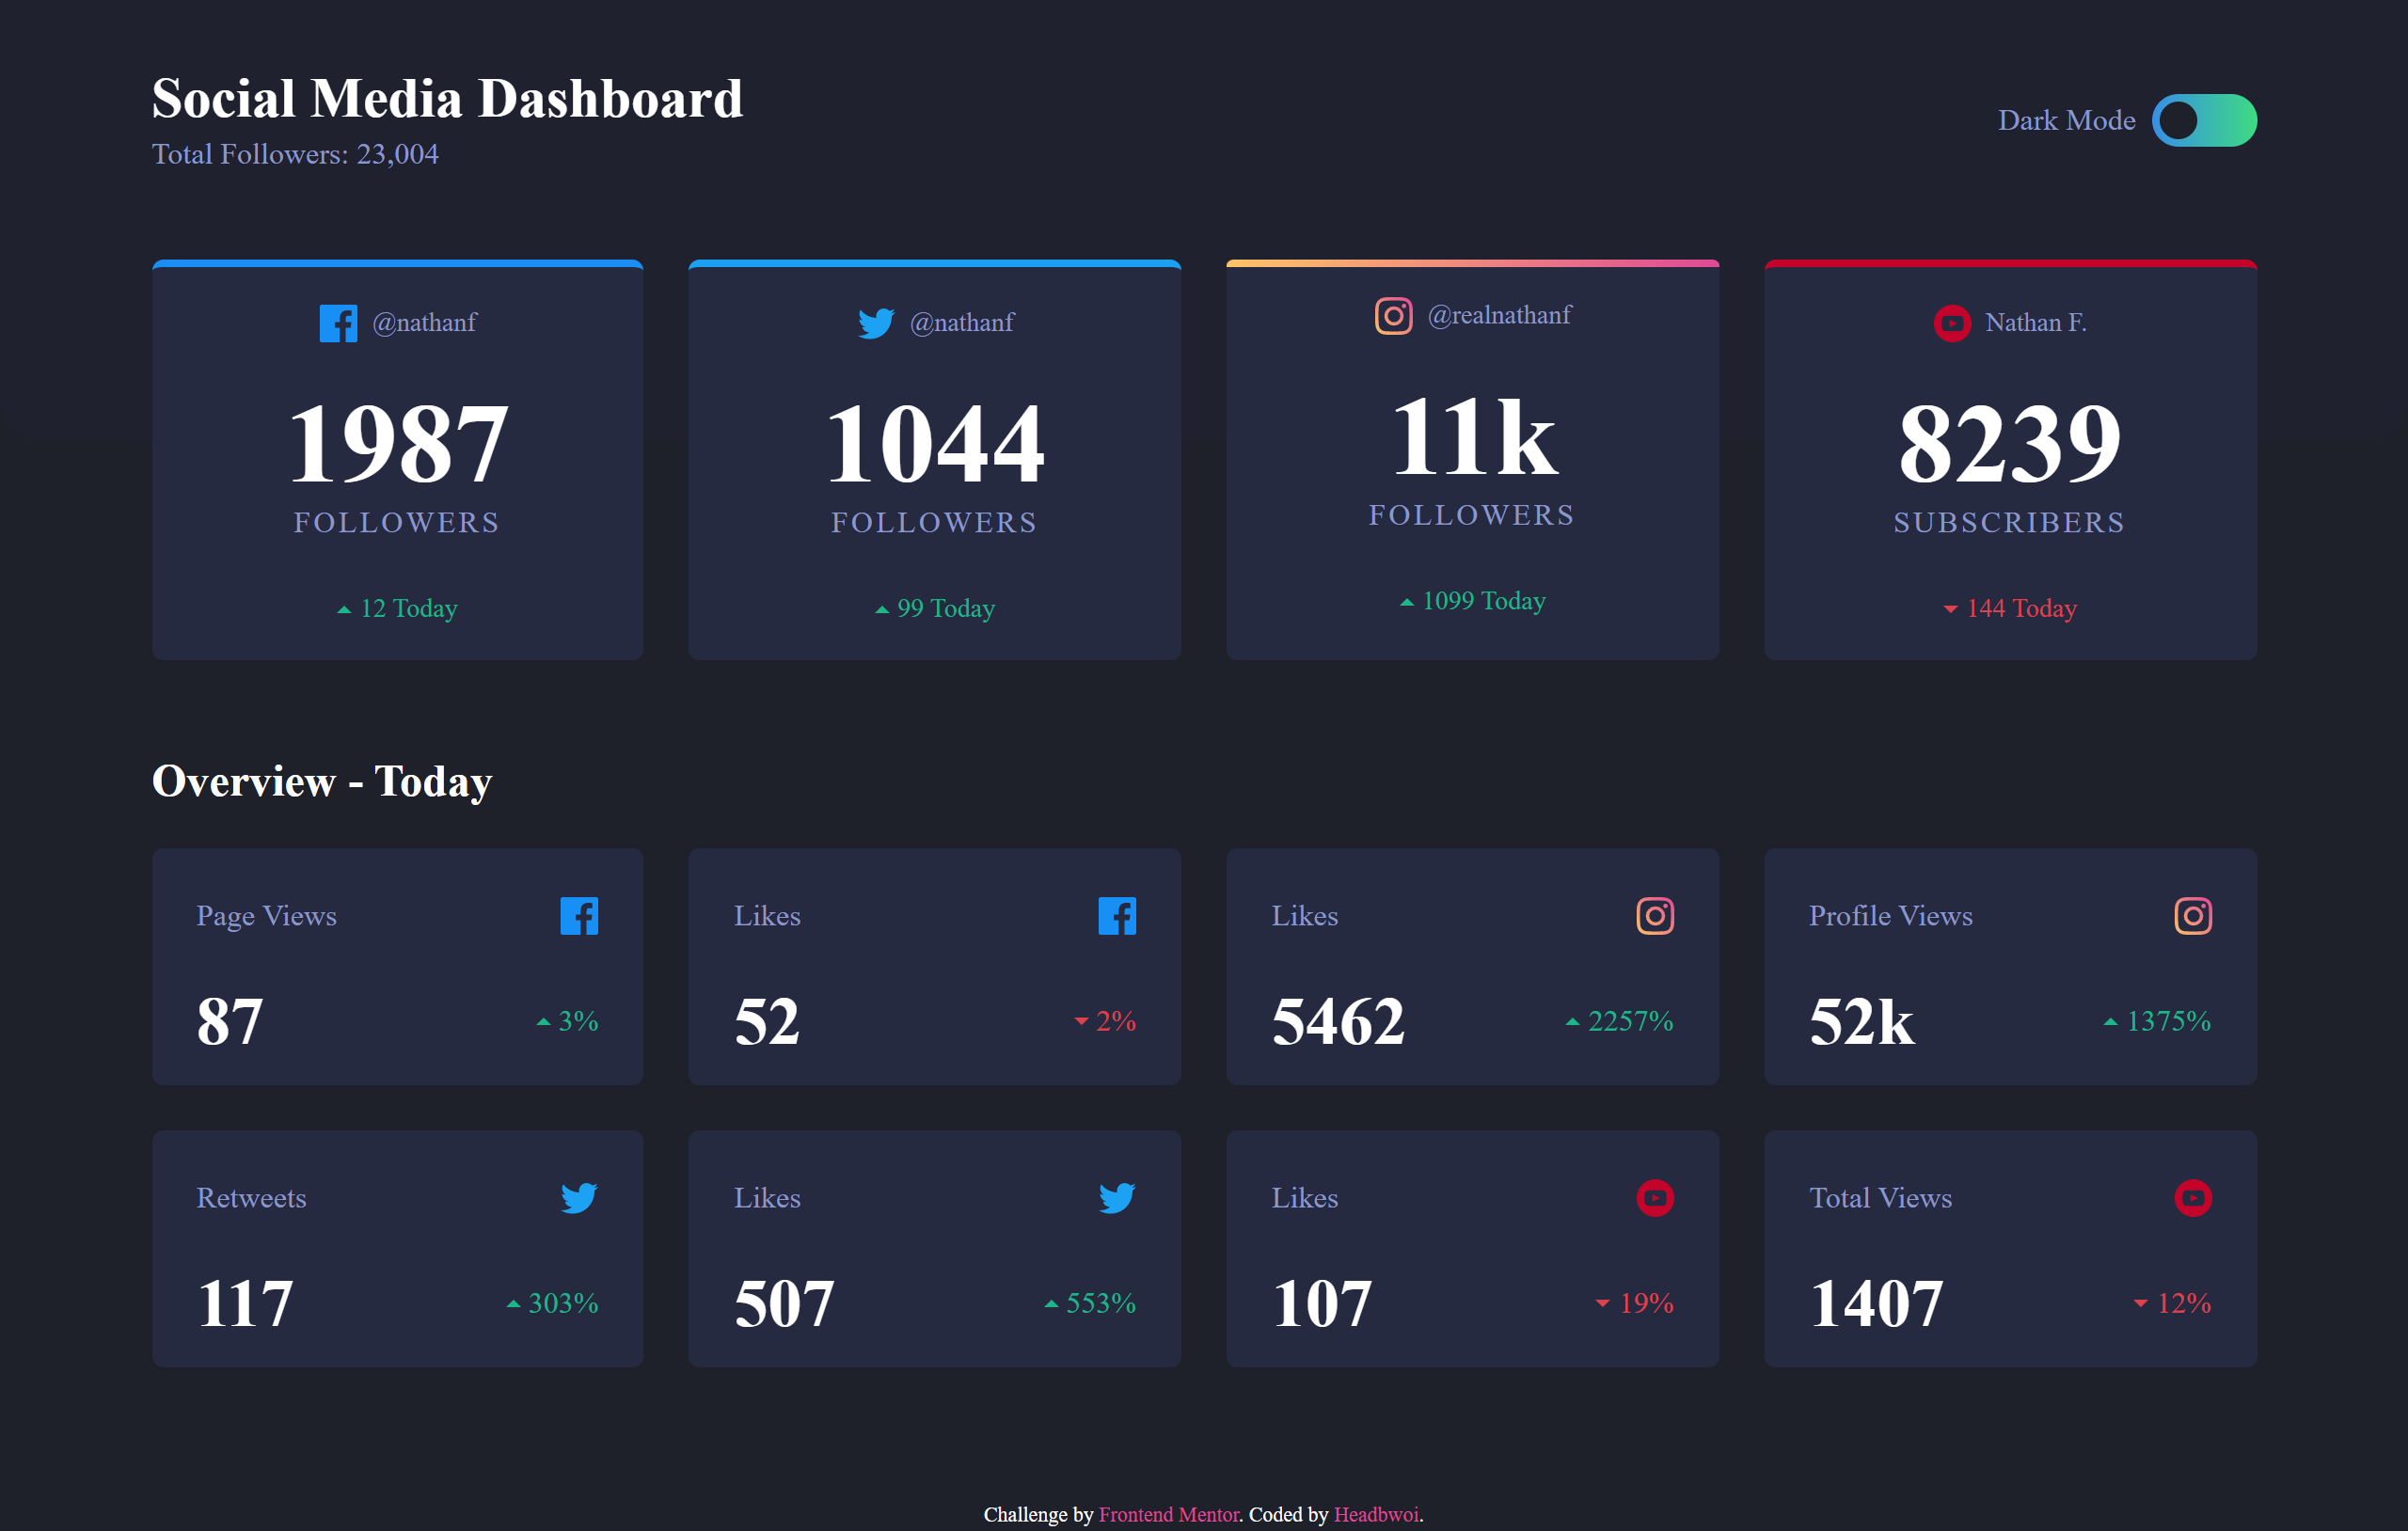 Social Media Dashboard
Total Followers: 23,004
Dark Mode
@nathanf
1987
FOLLOWERS
12 Today
@nathanf
1044
FOLLOWERS
99 Today
@realnathanf
11k
FOLLOWERS
1099 Today
Nathan F.
8239
SUBSCRIBERS
144 Today
Overview - Today
Page Views
87
3%
Likes
52
2%
Likes
5462
2257%
Profile Views
52k
1375%
Retweets
117
303%
Likes
507
553%
Likes
107
19%
Total Views
1407
12%
Challenge by Frontend Mentor. Coded by Headbwoi.